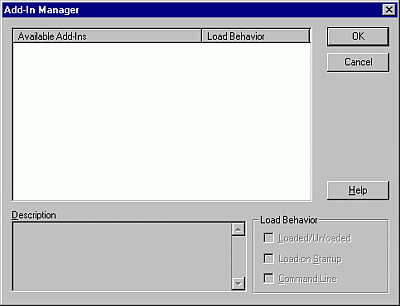 Add-In Manager
Available Add-Ins Load Behavior
OK
Cancel
Help
Description
Load Behavior
Loaded/Unloaded
Load on Startup
Command Line